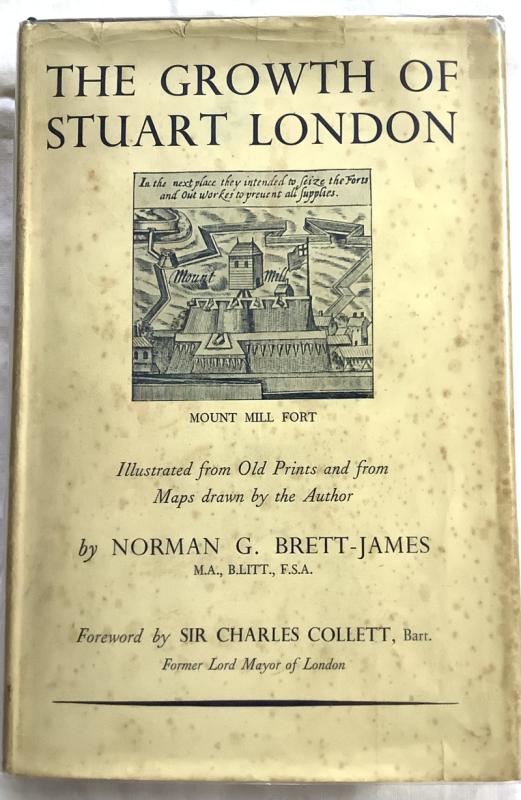 THE GROWTH OF
STUART LONDON
In the next place they intended to seize the Forts
and Out workes to prevent all supplies.
Mount Mill
MOUNT MILL FORT
Illustrated from Old Prints and from
Maps drawn by the Author
by NORMAN G. BRETT-JAMES
M.A., B.LITT., F.S.A.
Foreword by SIR CHARLES COLLETT, Bart.
Former Lord Mayor of London